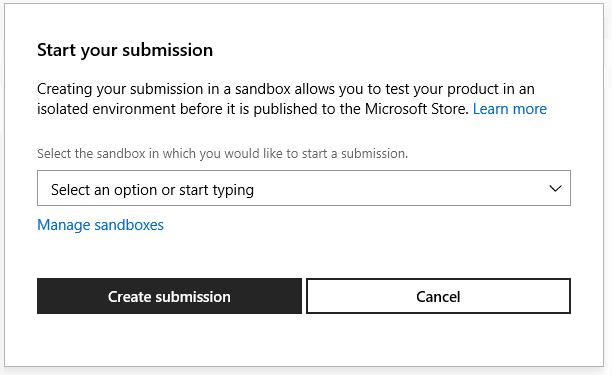 Start your submission
Creating your submission in a sandbox allows you to test your product in an
isolated environment before it is published to the Microsoft Store. Learn more
Select the sandbox in which you would like to start a submission.
Select an option or start typing
Manage sandboxes
Create submission
Cancel